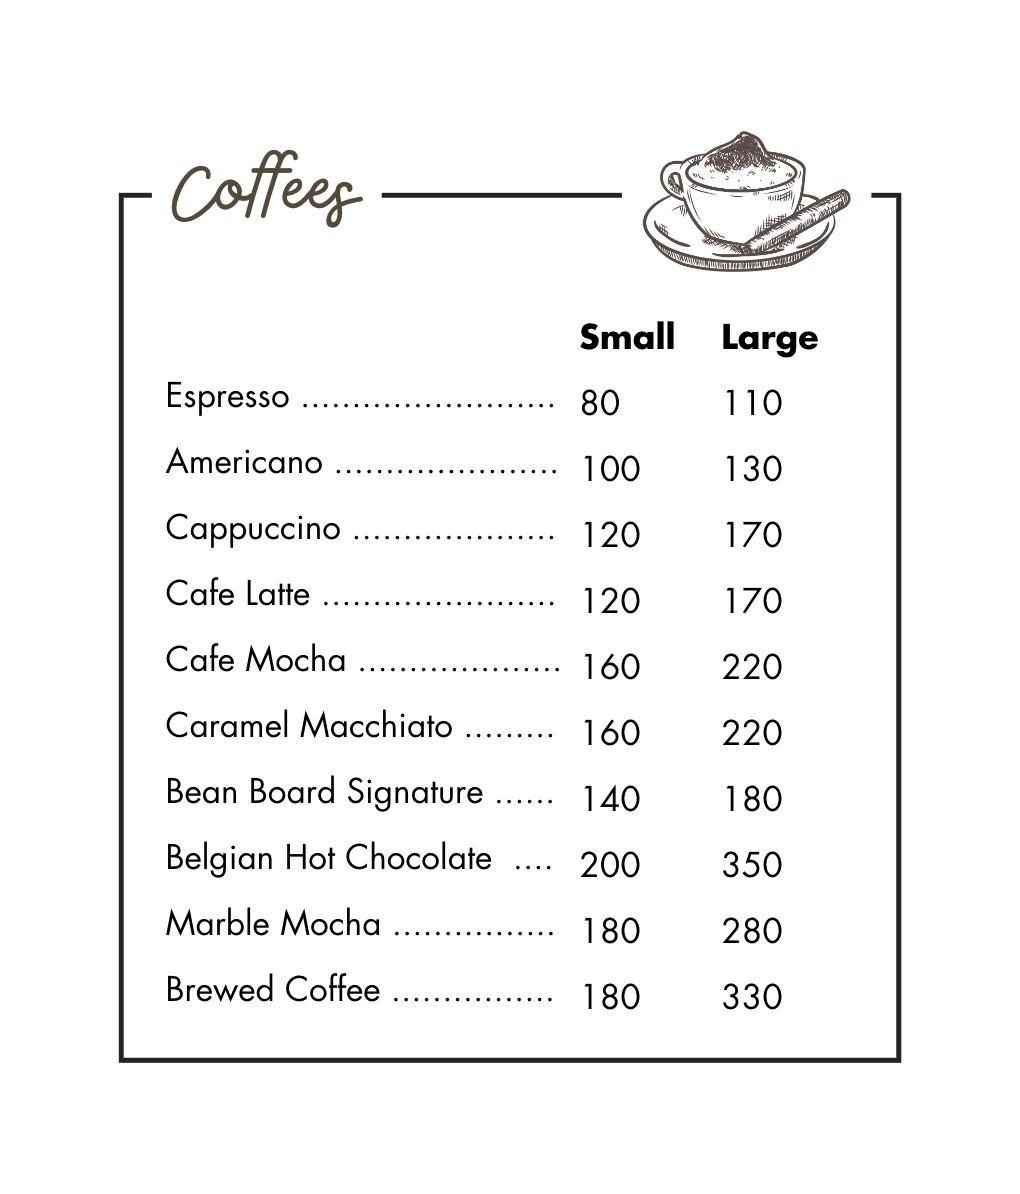 Coffees
Small Large
Espresso ......................... 80 110
Americano ...................... 100 130
Cappuccino .................... 120 170
Cafe Latte ....................... 120 170
Cafe Mocha .................... 160 220
Caramel Macchiato ......... 160 220
Bean Board Signature ...... 140 180
Belgian Hot Chocolate .... 200 350
Marble Mocha ................ 180 280
Brewed Coffee ................ 180 330